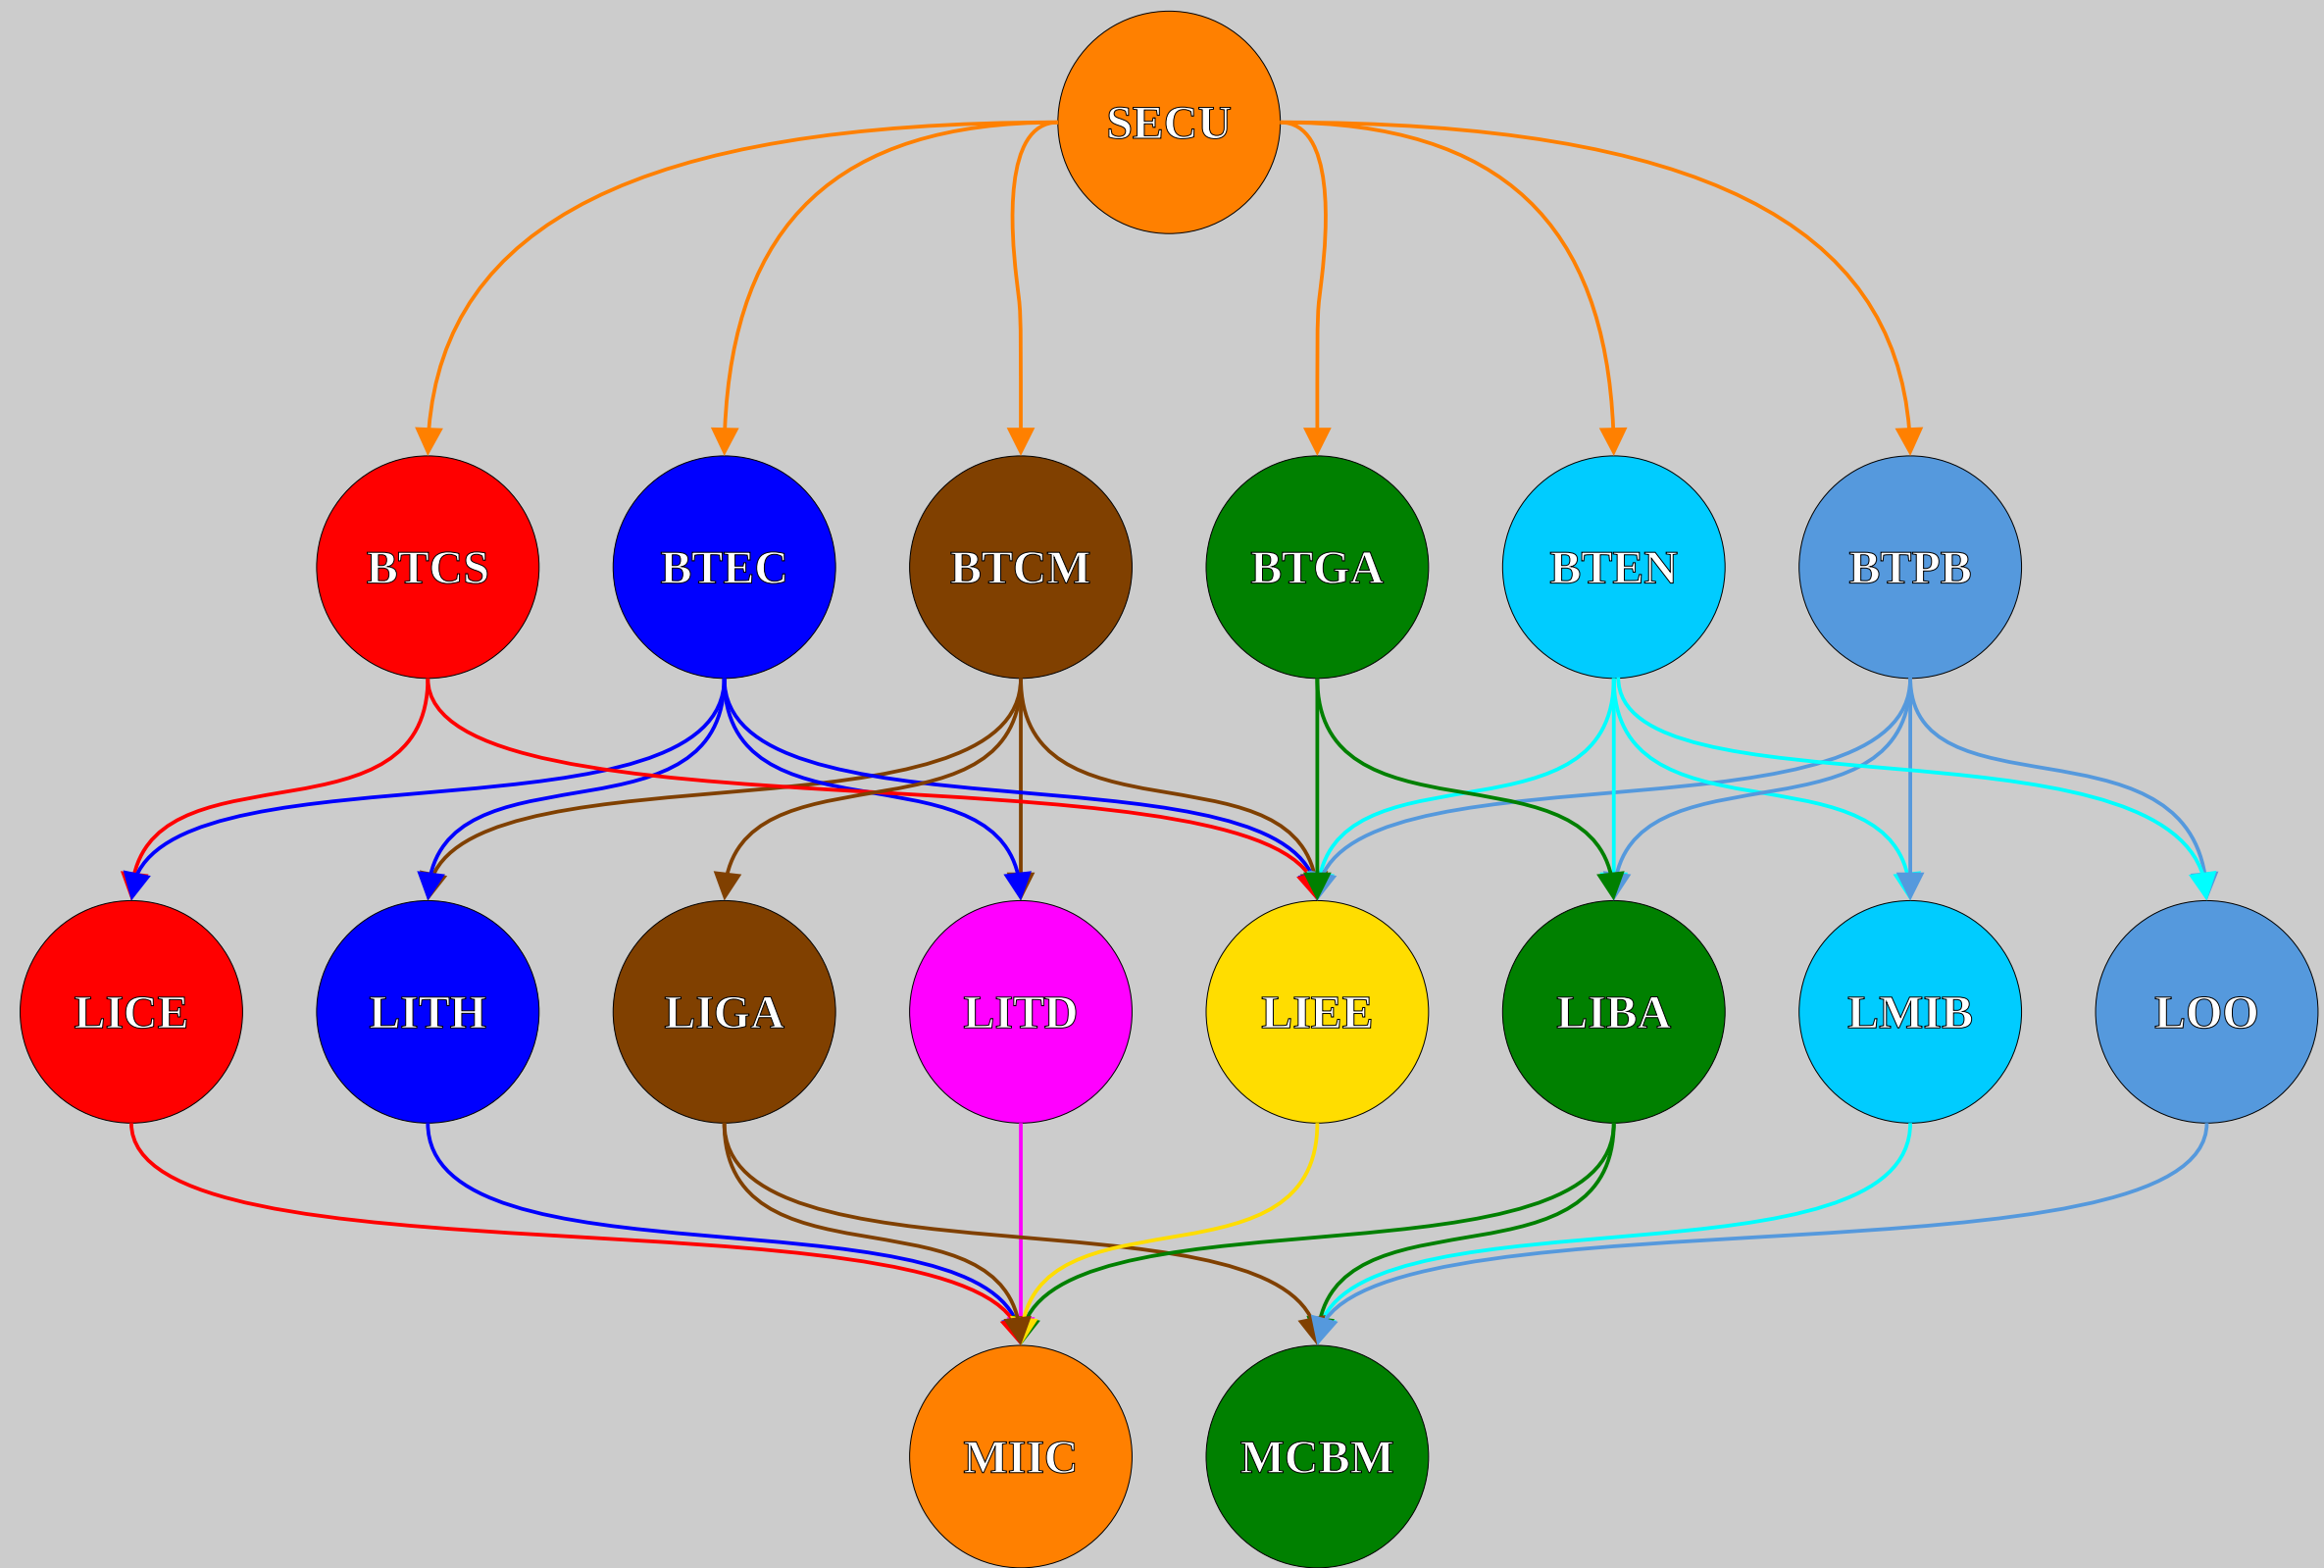 SECU
BTCS
BTEC
BTCM
BTGA
BTEN
BTPB
LICE
LITH
LIGA
LITD
LIEE
LIBA
LMIB
LOO
MIIC
MCBM